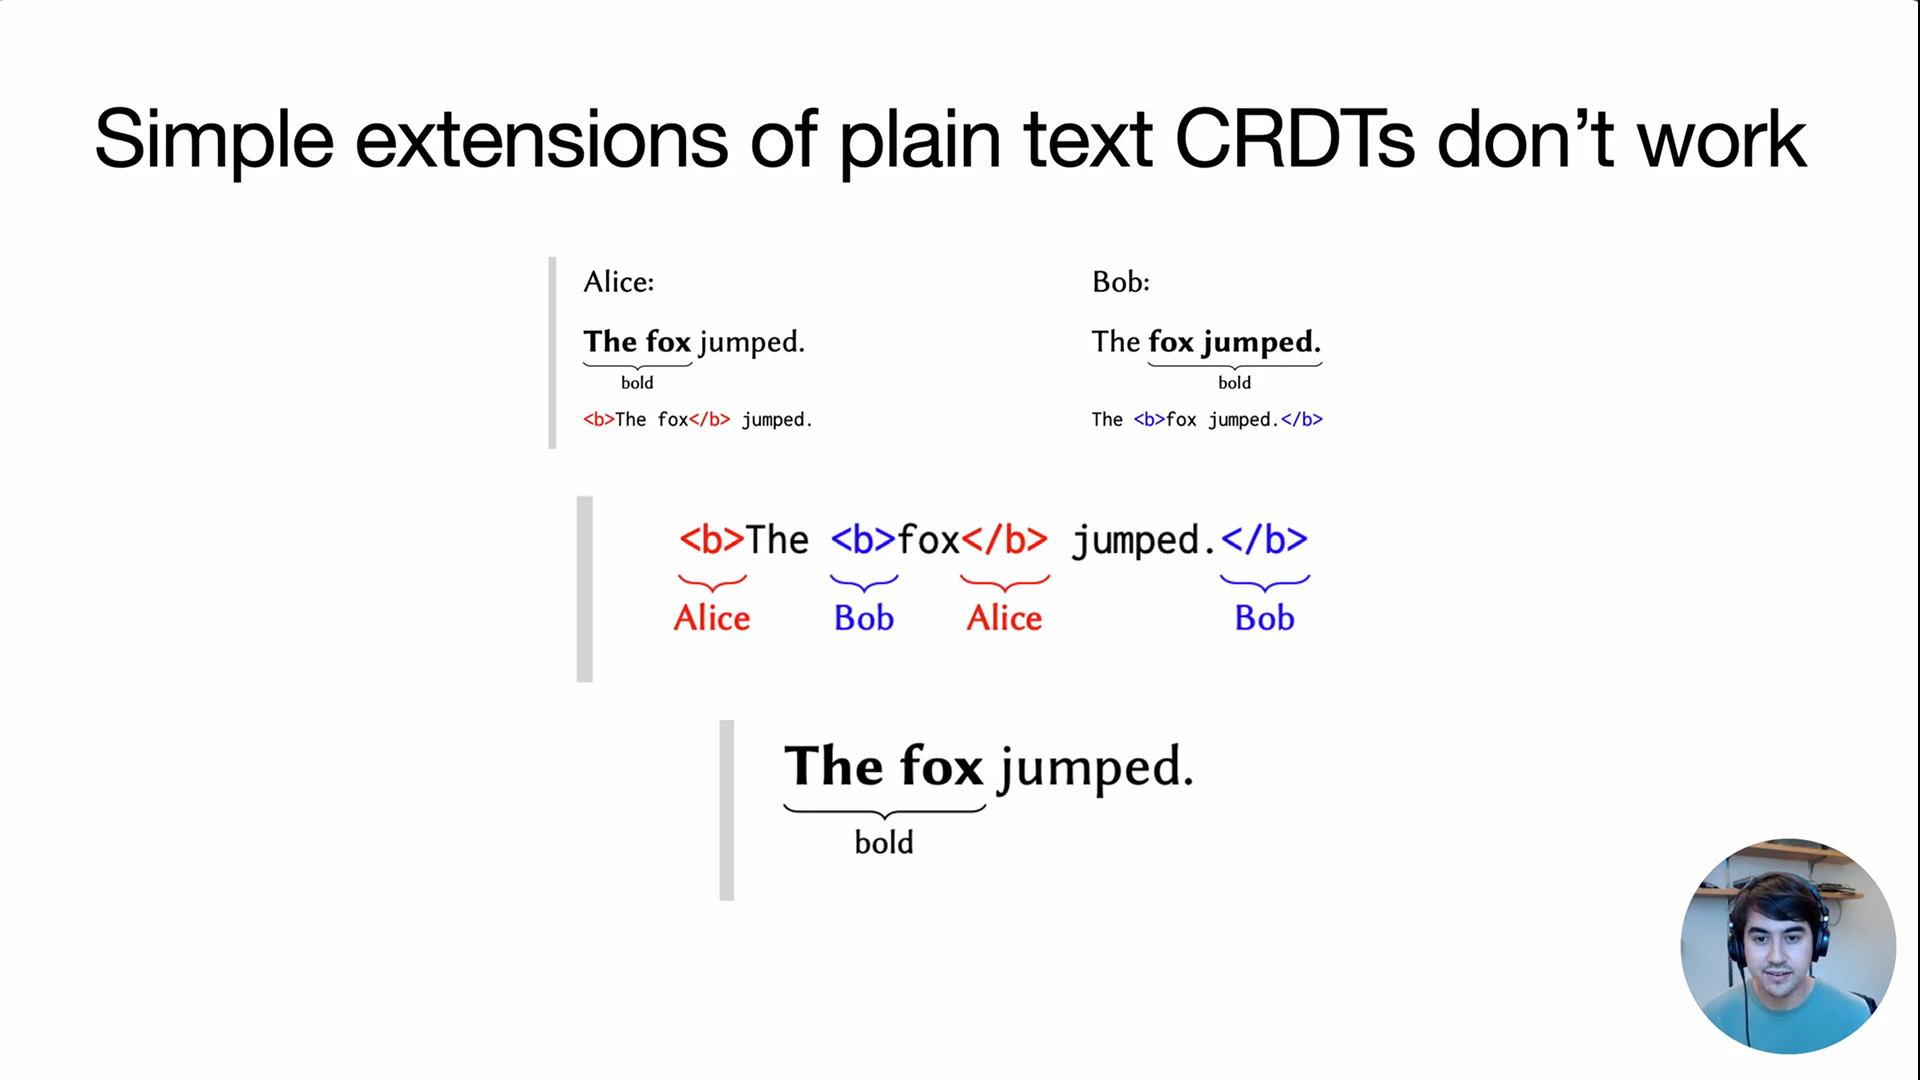 Simple extensions of plain text CRDTs don’t work
Alice:
The fox jumped.
bold
<b>The fox</b> jumped.
Bob:
The fox jumped.
bold
The <b>fox jumped.</b>
<b>The <b>fox</b> jumped.</b>
Alice Bob Alice Bob
The fox jumped.
bold